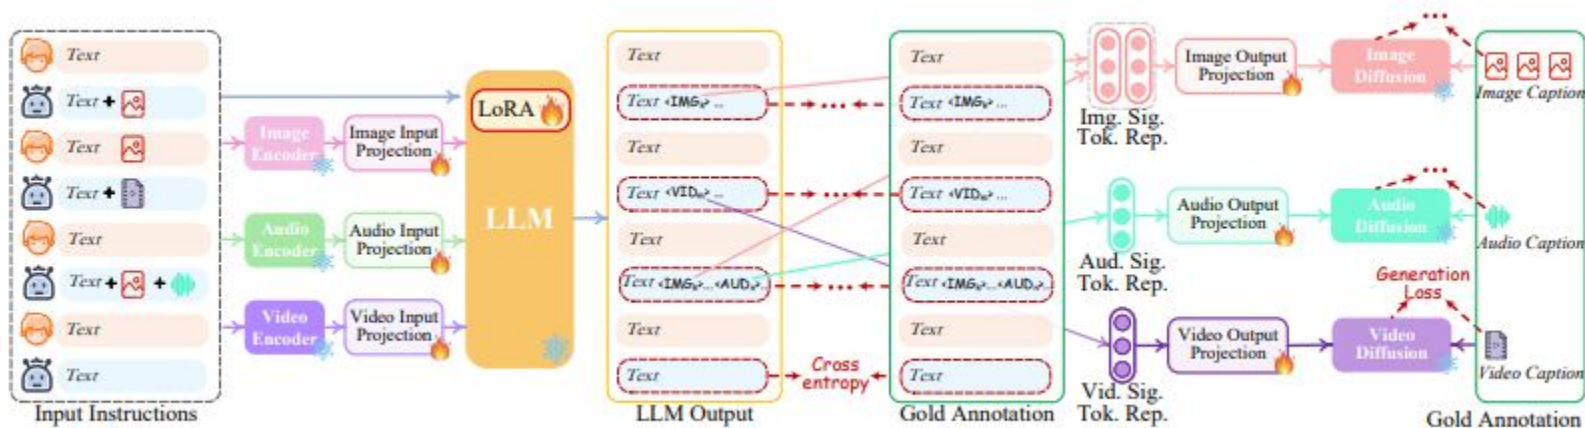 Text
Text +
Text
Text +
Text
Text + +
Text
Text
Input Instructions
Image
Encoder
Image Input
Projection
Audio
Encoder
Audio Input
Projection
Video
Encoder
Video Input
Projection
LoRA
LLM
Text
Text <IMG
...
Text
Text <VID
...
Text
Text <IMG
...<AUD
Text
Text
LLM Output
...
...
...
Cross
entropy
Text
Text <IMG
...
Text
Text <VID
...
Text
Text <IMG
...<AUD
Text
Text
Gold Annotation
Img. Sig.
Tok. Rep.
Image Output
Projection
Image
Diffusion
...
Image Caption
Aud. Sig.
Tok. Rep.
Audio Output
Projection
Audio
Diffusion
...
Audio Caption
Generation
Loss
Vid. Sig.
Tok. Rep.
Video Output
Projection
Video
Diffusion
Video Caption
Gold Annotation